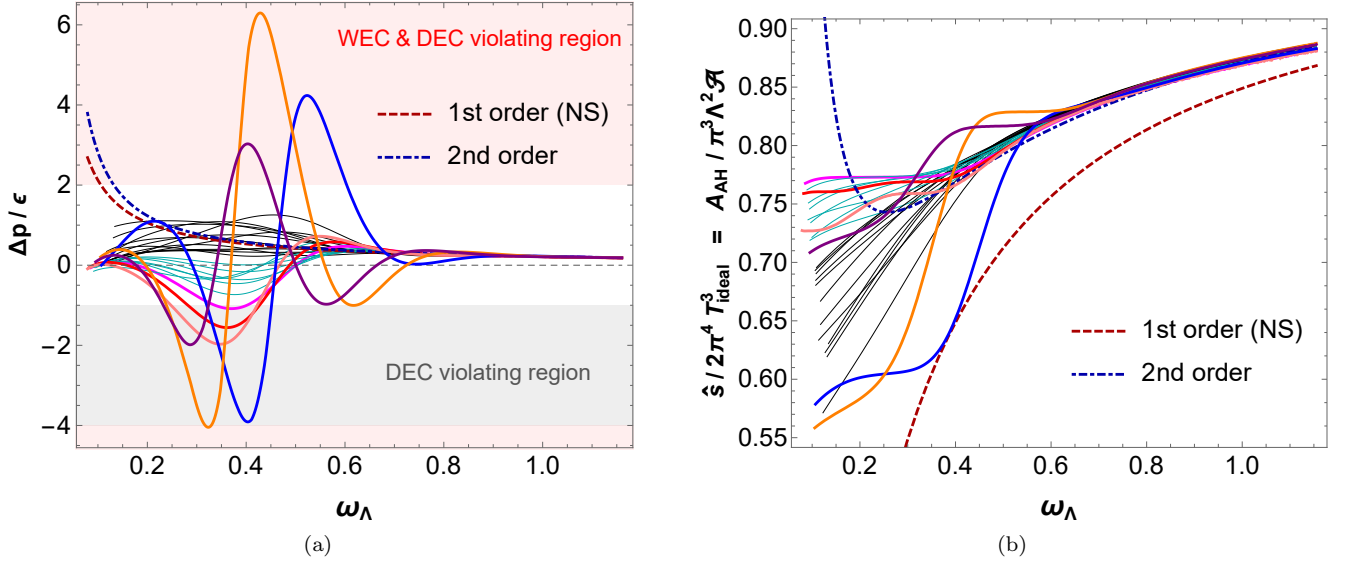 WEC & DEC violating region
1st order (NS)
2nd order
DEC violating region
Δp / ϵ
6
4
2
0
−2
−4
0.2 0.4 0.6 0.8 1.0
ω_Λ
(a)
ŝ / 2π⁴ T³_ideal = A_AH / π³Λ²𝒜
0.90
0.85
0.80
0.75
0.70
0.65
0.60
0.55
1st order (NS)
2nd order
0.2 0.4 0.6 0.8 1.0
ω_Λ
(b)